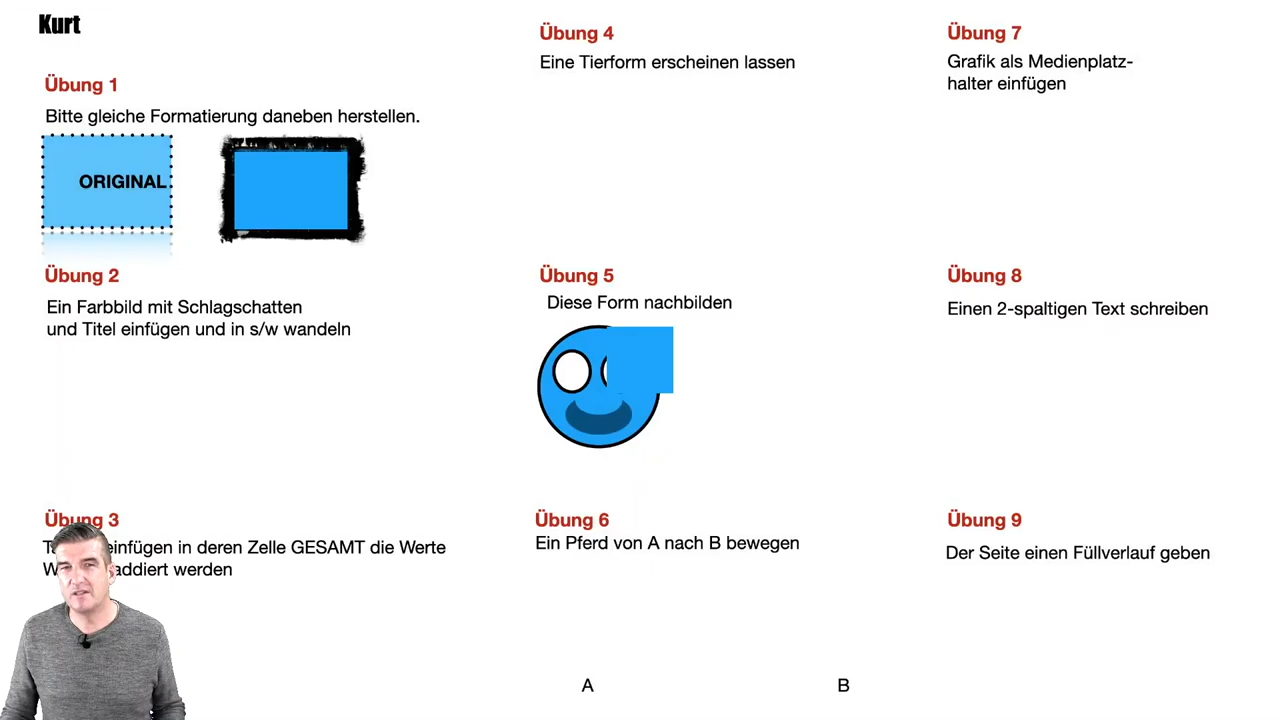 Kurt
Übung 1
Bitte gleiche Formatierung daneben herstellen.
ORIGINAL
Übung 2
Ein Farbbild mit Schlagschatten
und Titel einfügen und in s/w wandeln
Übung 3
einfügen in deren Zelle GESAMT die Werte
addiert werden
Übung 4
Eine Tierform erscheinen lassen
Übung 5
Diese Form nachbilden
Übung 6
Ein Pferd von A nach B bewegen
A
B
Übung 7
Grafik als Medienplatz-
halter einfügen
Übung 8
Einen 2-spaltigen Text schreiben
Übung 9
Der Seite einen Füllverlauf geben